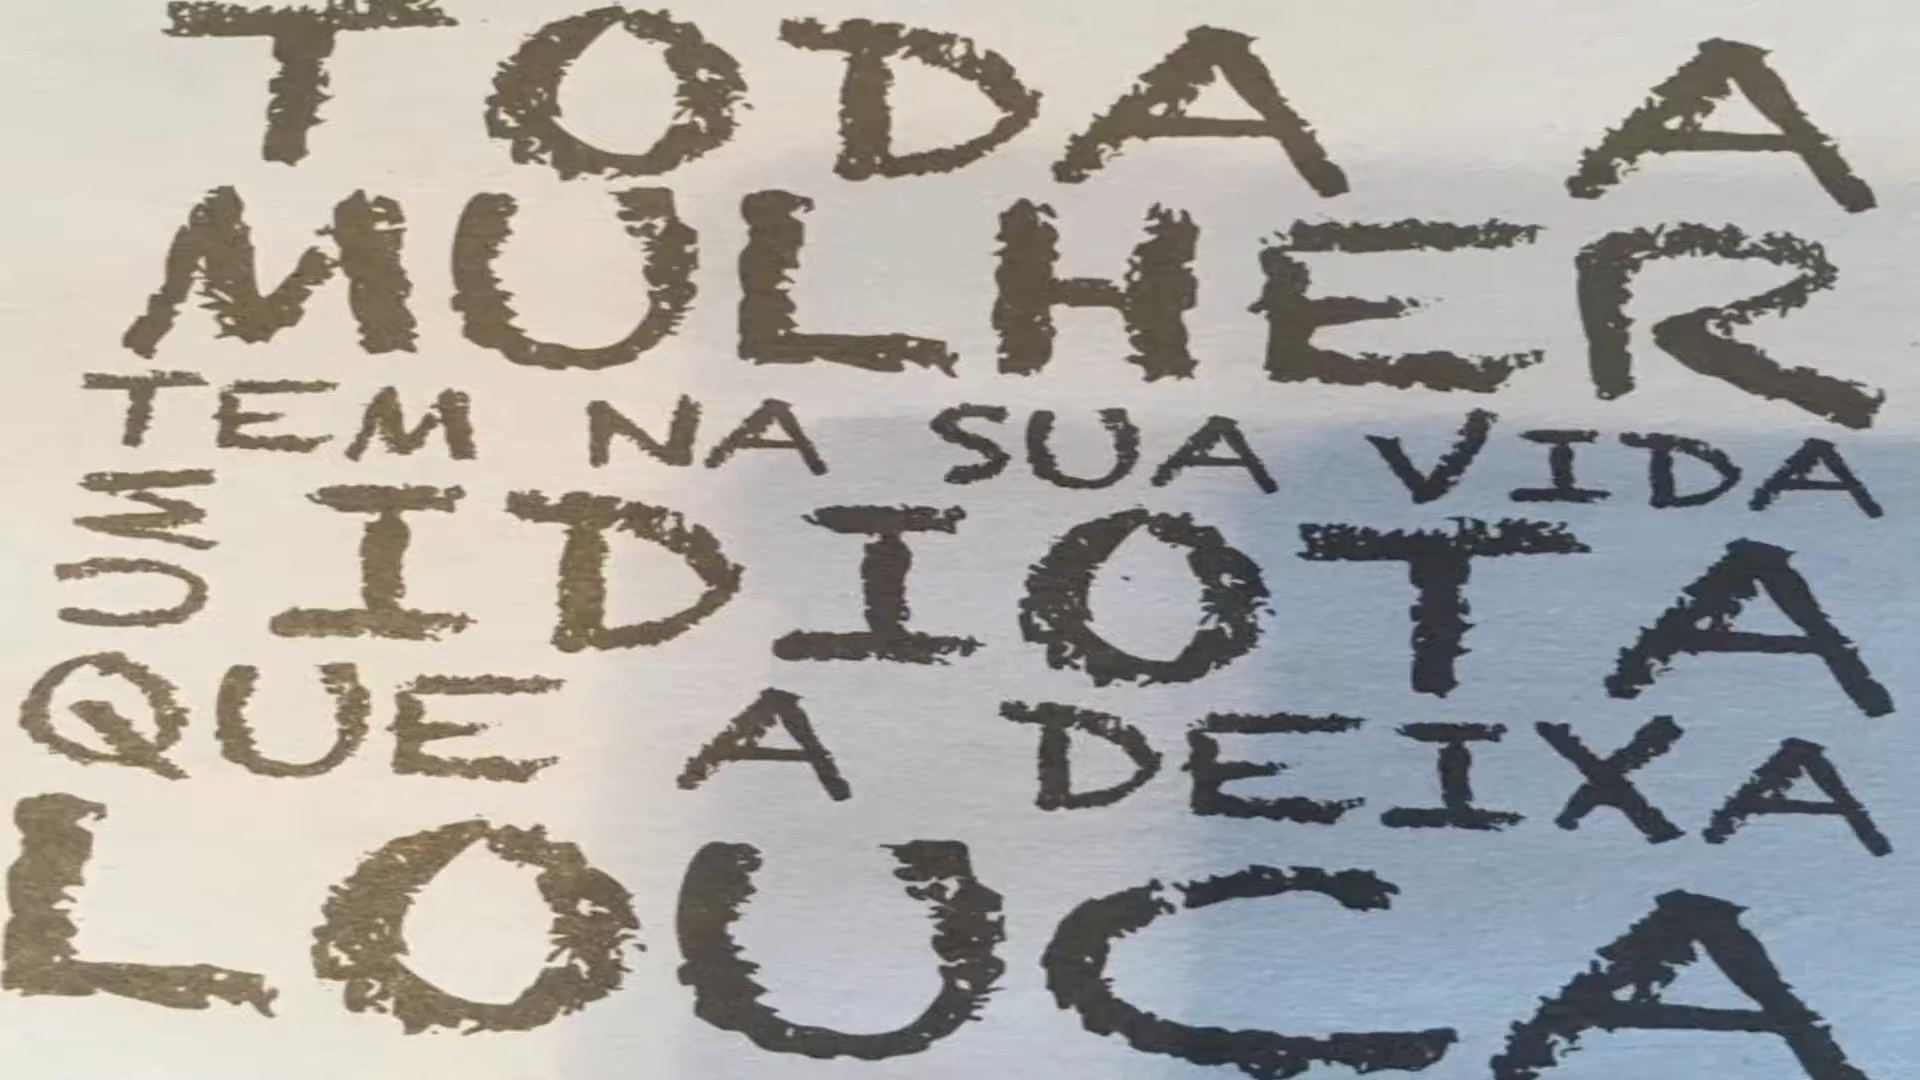 TODA A
MULHER
TEM NA SUA VIDA
UM IDIOTA
QUE A DEIXA
LOUCA